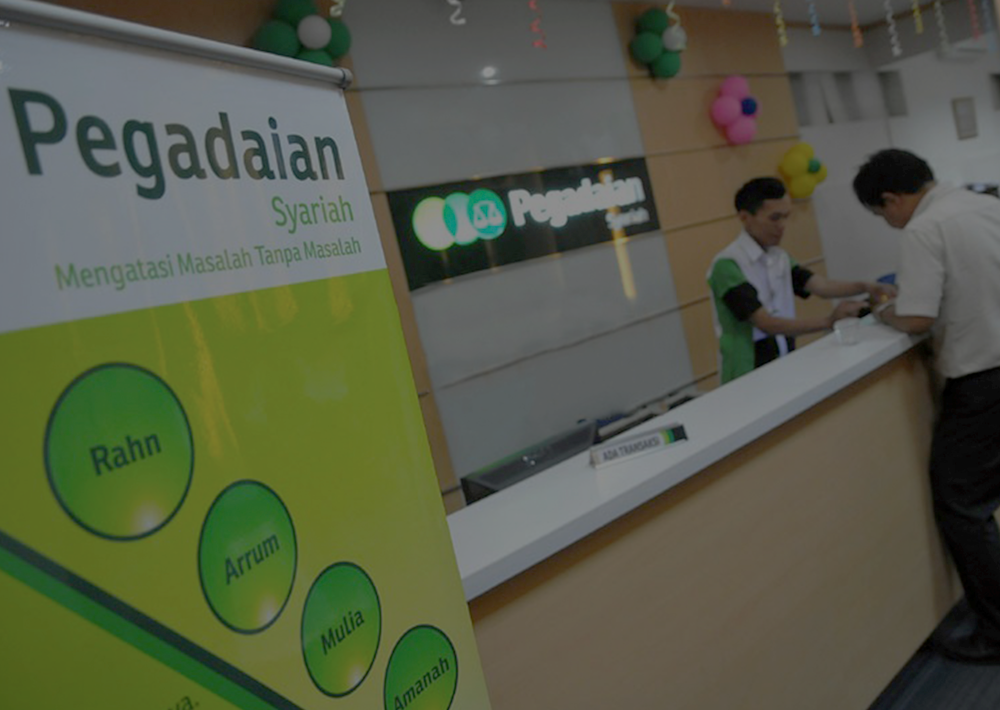 Pegadaian
Syariah
Mengatasi Masalah Tanpa Masalah
Rahn
Arrum
Mulia
Amanah
Pegadaian
Syariah
ADA TRANSAKSI